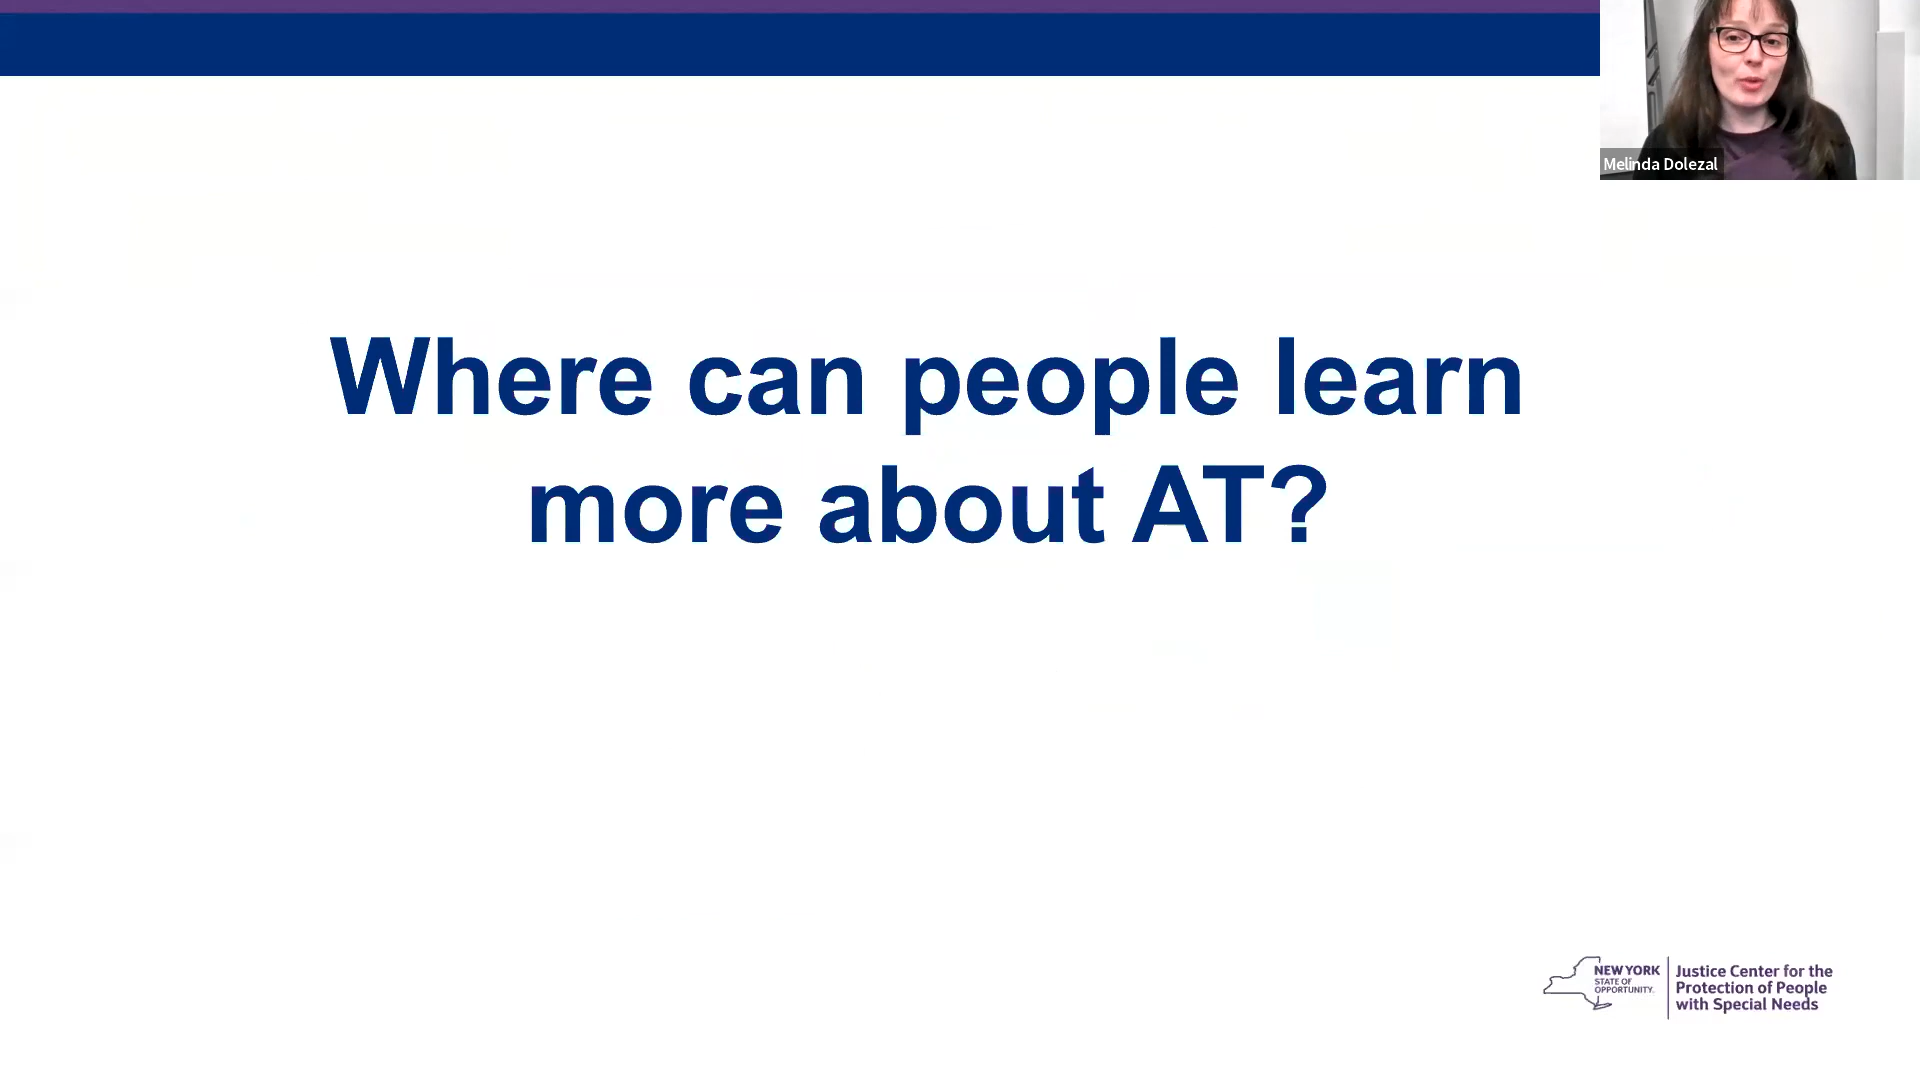 Melinda Dolezal
Where can people learn
more about AT?
NEW YORK
STATE OF
OPPORTUNITY.
Justice Center for the
Protection of People
with Special Needs